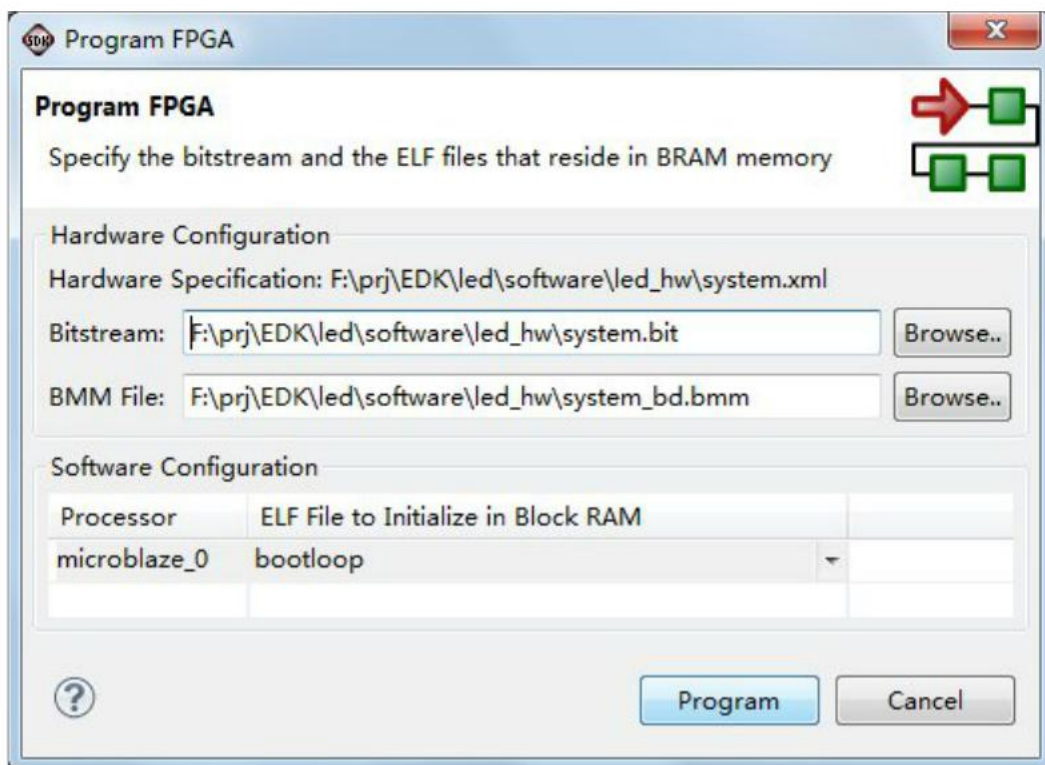 SDK Program FPGA
Program FPGA
Specify the bitstream and the ELF files that reside in BRAM memory
Hardware Configuration
Hardware Specification: F:\prj\EDK\led\software\led_hw\system.xml
Bitstream: F:\prj\EDK\led\software\led_hw\system.bit Browse..
BMM File: F:\prj\EDK\led\software\led_hw\system_bd.bmm Browse..
Software Configuration
Processor ELF File to Initialize in Block RAM
microblaze_0 bootloop
? Program Cancel